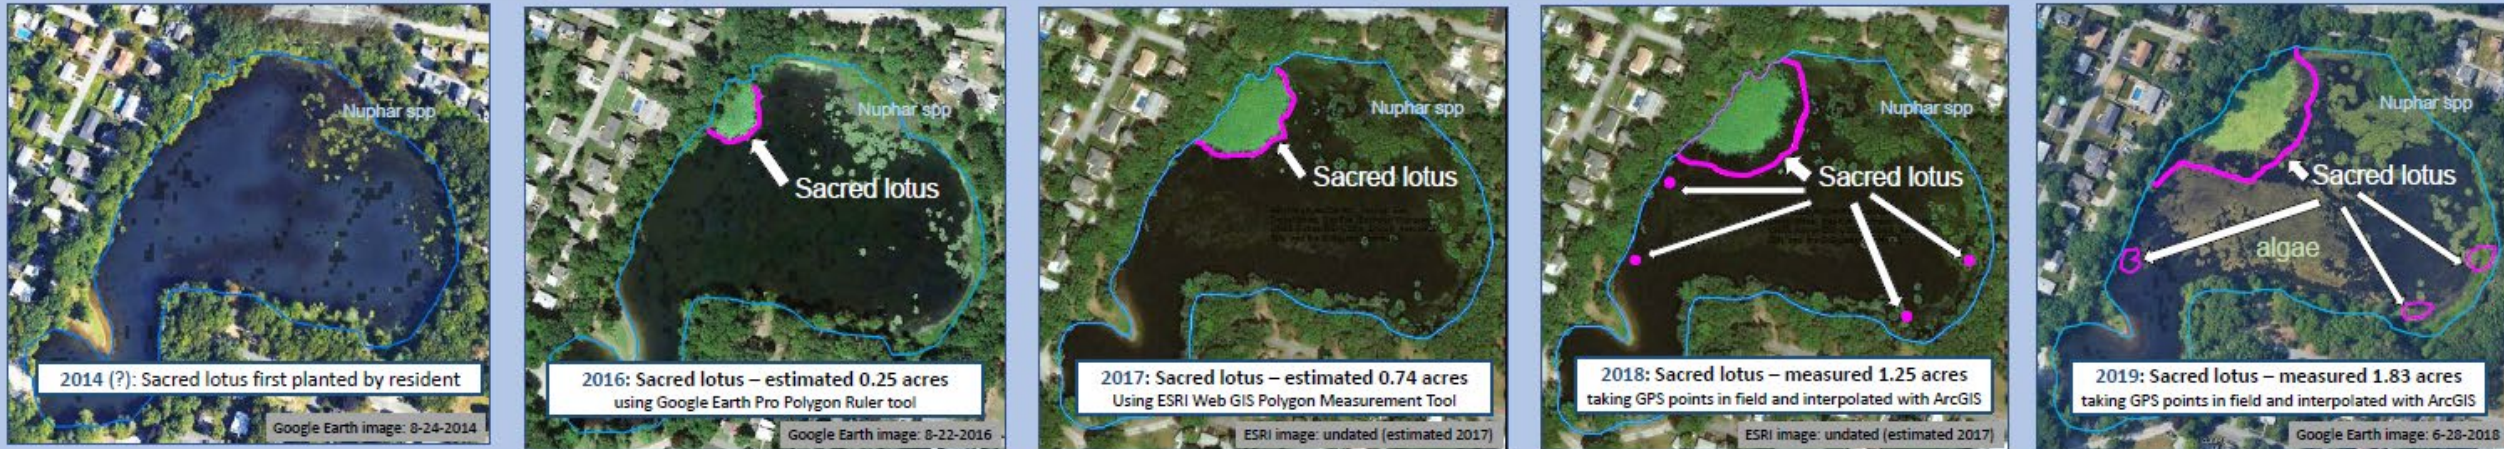 Nuphar spp
2014 (?): Sacred lotus first planted by resident
Google Earth image: 8-24-2014
Nuphar spp
Sacred lotus
2016: Sacred lotus – estimated 0.25 acres
using Google Earth Pro Polygon Ruler tool
Google Earth image: 8-22-2016
Nuphar spp
Sacred lotus
2017: Sacred lotus – estimated 0.74 acres
Using ESRI Web GIS Polygon Measurement Tool
ESRI image: undated (estimated 2017)
Nuphar spp
Sacred lotus
2018: Sacred lotus – measured 1.25 acres
taking GPS points in field and interpolated with ArcGIS
ESRI image: undated (estimated 2017)
Nuphar spp
Sacred lotus
algae
2019: Sacred lotus – measured 1.83 acres
taking GPS points in field and interpolated with ArcGIS
Google Earth image: 6-28-2018